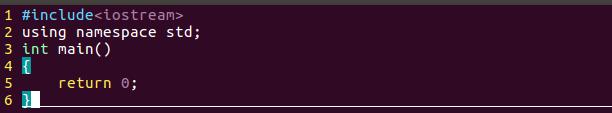 1 #include<iostream>
2 using namespace std;
3 int main()
4 {
5     return 0;
6 }